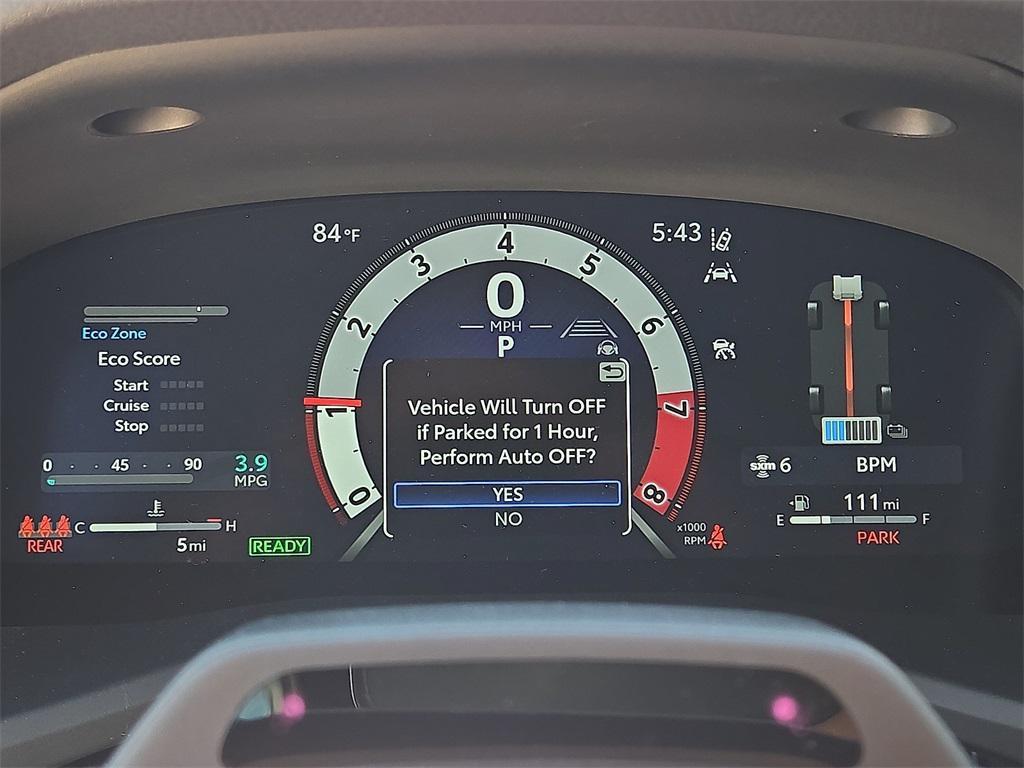 84°F
5:43
Eco Zone
Eco Score
Start
Cruise
Stop
0 45 90
3.9
MPG
C H
REAR
5 mi
READY
0
1
2
3
4
5
6
7
8
0
MPH
P
Vehicle Will Turn OFF
if Parked for 1 Hour,
Perform Auto OFF?
YES
NO
x1000
RPM
sxm 6 BPM
111 mi
E F
PARK